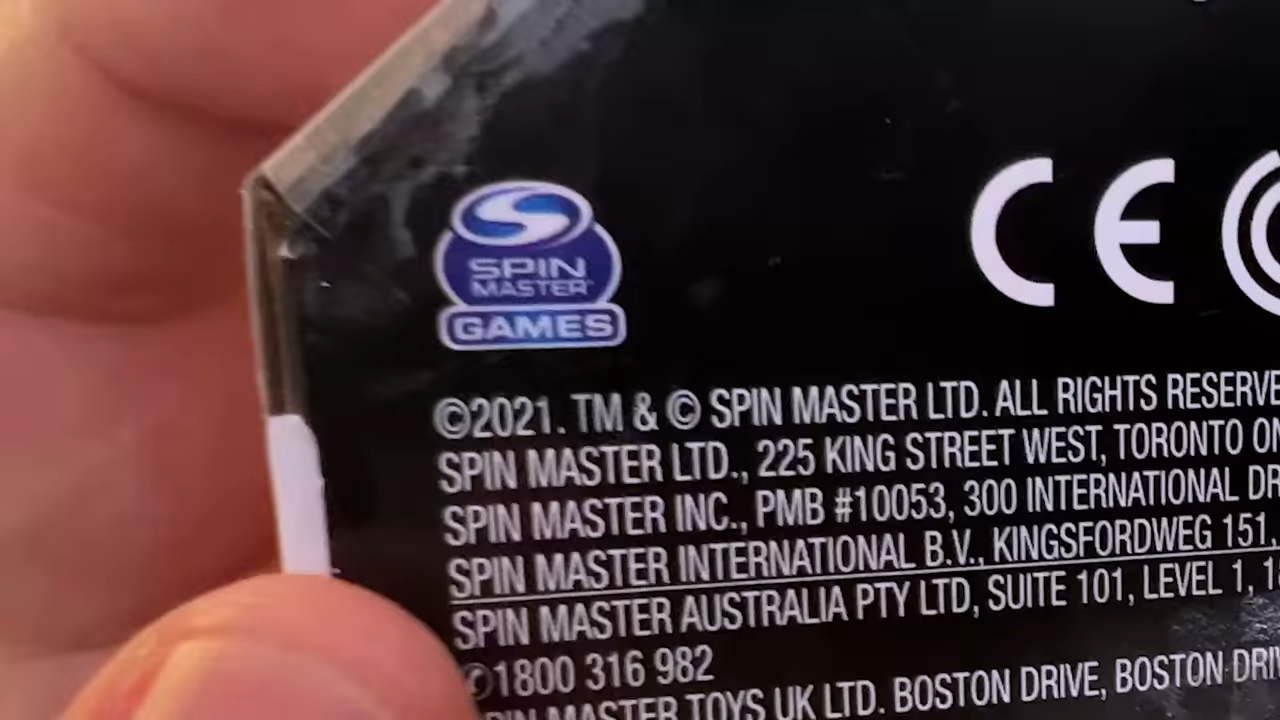 SPIN
MASTER
GAMES
CE
©2021. TM & © SPIN MASTER LTD. ALL RIGHTS RESERVE
SPIN MASTER LTD., 225 KING STREET WEST, TORONTO ON
SPIN MASTER INC., PMB #10053, 300 INTERNATIONAL DR
SPIN MASTER INTERNATIONAL B.V., KINGSFORDWEG 151,
SPIN MASTER AUSTRALIA PTY LTD, SUITE 101, LEVEL 1,
✆1800 316 982
PIN MASTER TOYS UK LTD. BOSTON DRIVE, BOSTON DRIV